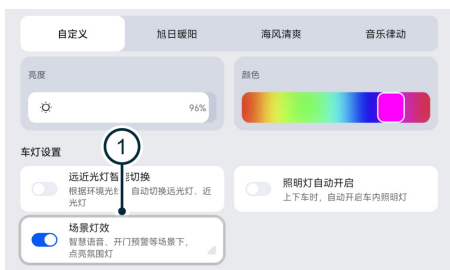 自定义 旭日暖阳 海风清爽 音乐律动
亮度 颜色
96%
车灯设置
1
远近光灯智能切换
根据环境光线 自动切换远光灯、近
光灯
照明灯自动开启
上下车时，自动开启车内照明灯
场景灯效
智慧语音、开门预警等场景下，
点亮氛围灯